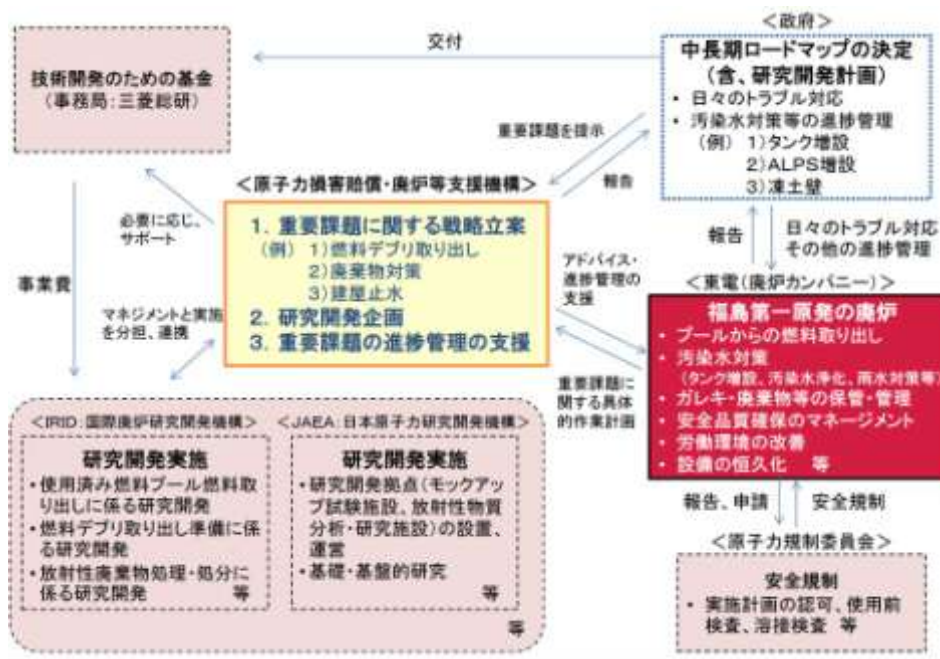 ＜政府＞
交付
中長期ロードマップの決定
（含、研究開発計画）
• 日々のトラブル対応
• 汚染水対策等の進捗管理
（例） 1)タンク増設
2)ALPS増設
3)凍土壁
技術開発のための基金
（事務局：三菱総研）
重要課題を提示
報告
＜原子力損害賠償・廃炉等支援機構＞
1. 重要課題に関する戦略立案
（例） 1)燃料デブリ取り出し
2)廃棄物対策
3)建屋止水
2. 研究開発企画
3. 重要課題の進捗管理の支援
必要に応じ、
サポート
事業費
マネジメントと実施
を分担、連携
アドバイス・
進捗管理の
支援
重要課題に
関する具体
的作業計画
報告
日々のトラブル対応
その他の進捗管理
＜東電（廃炉カンパニー）＞
福島第一原発の廃炉
• プールからの燃料取り出し
• 汚染水対策
（タンク増設、汚染水浄化、雨水対策等）
• ガレキ・廃棄物等の保管・管理
• 安全品質確保のマネージメント
• 労働環境の改善
• 設備の恒久化 等
＜IRID：国際廃炉研究開発機構＞
研究開発実施
• 使用済み燃料プール燃料取
り出しに係る研究開発
• 燃料デブリ取り出し準備に係
る研究開発
• 放射性廃棄物処理・処分に
係る研究開発 等
＜JAEA：日本原子力研究開発機構＞
研究開発実施
• 研究開発拠点（モックアッ
プ試験施設、放射性物質
分析・研究施設）の設置、
運営
• 基礎・基盤的研究
等
等
報告、申請
安全規制
＜原子力規制委員会＞
安全規制
• 実施計画の認可、使用前
検査、溶接検査 等